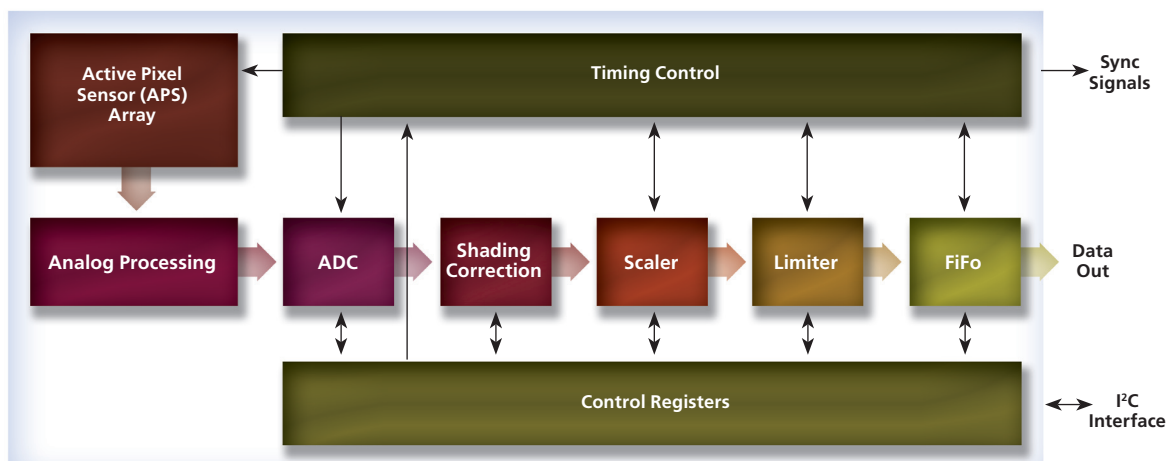 Active Pixel
Sensor (APS)
Array
Timing Control
Sync
Signals
Analog Processing
ADC
Shading
Correction
Scaler
Limiter
FiFo
Data
Out
Control Registers
I²C
Interface